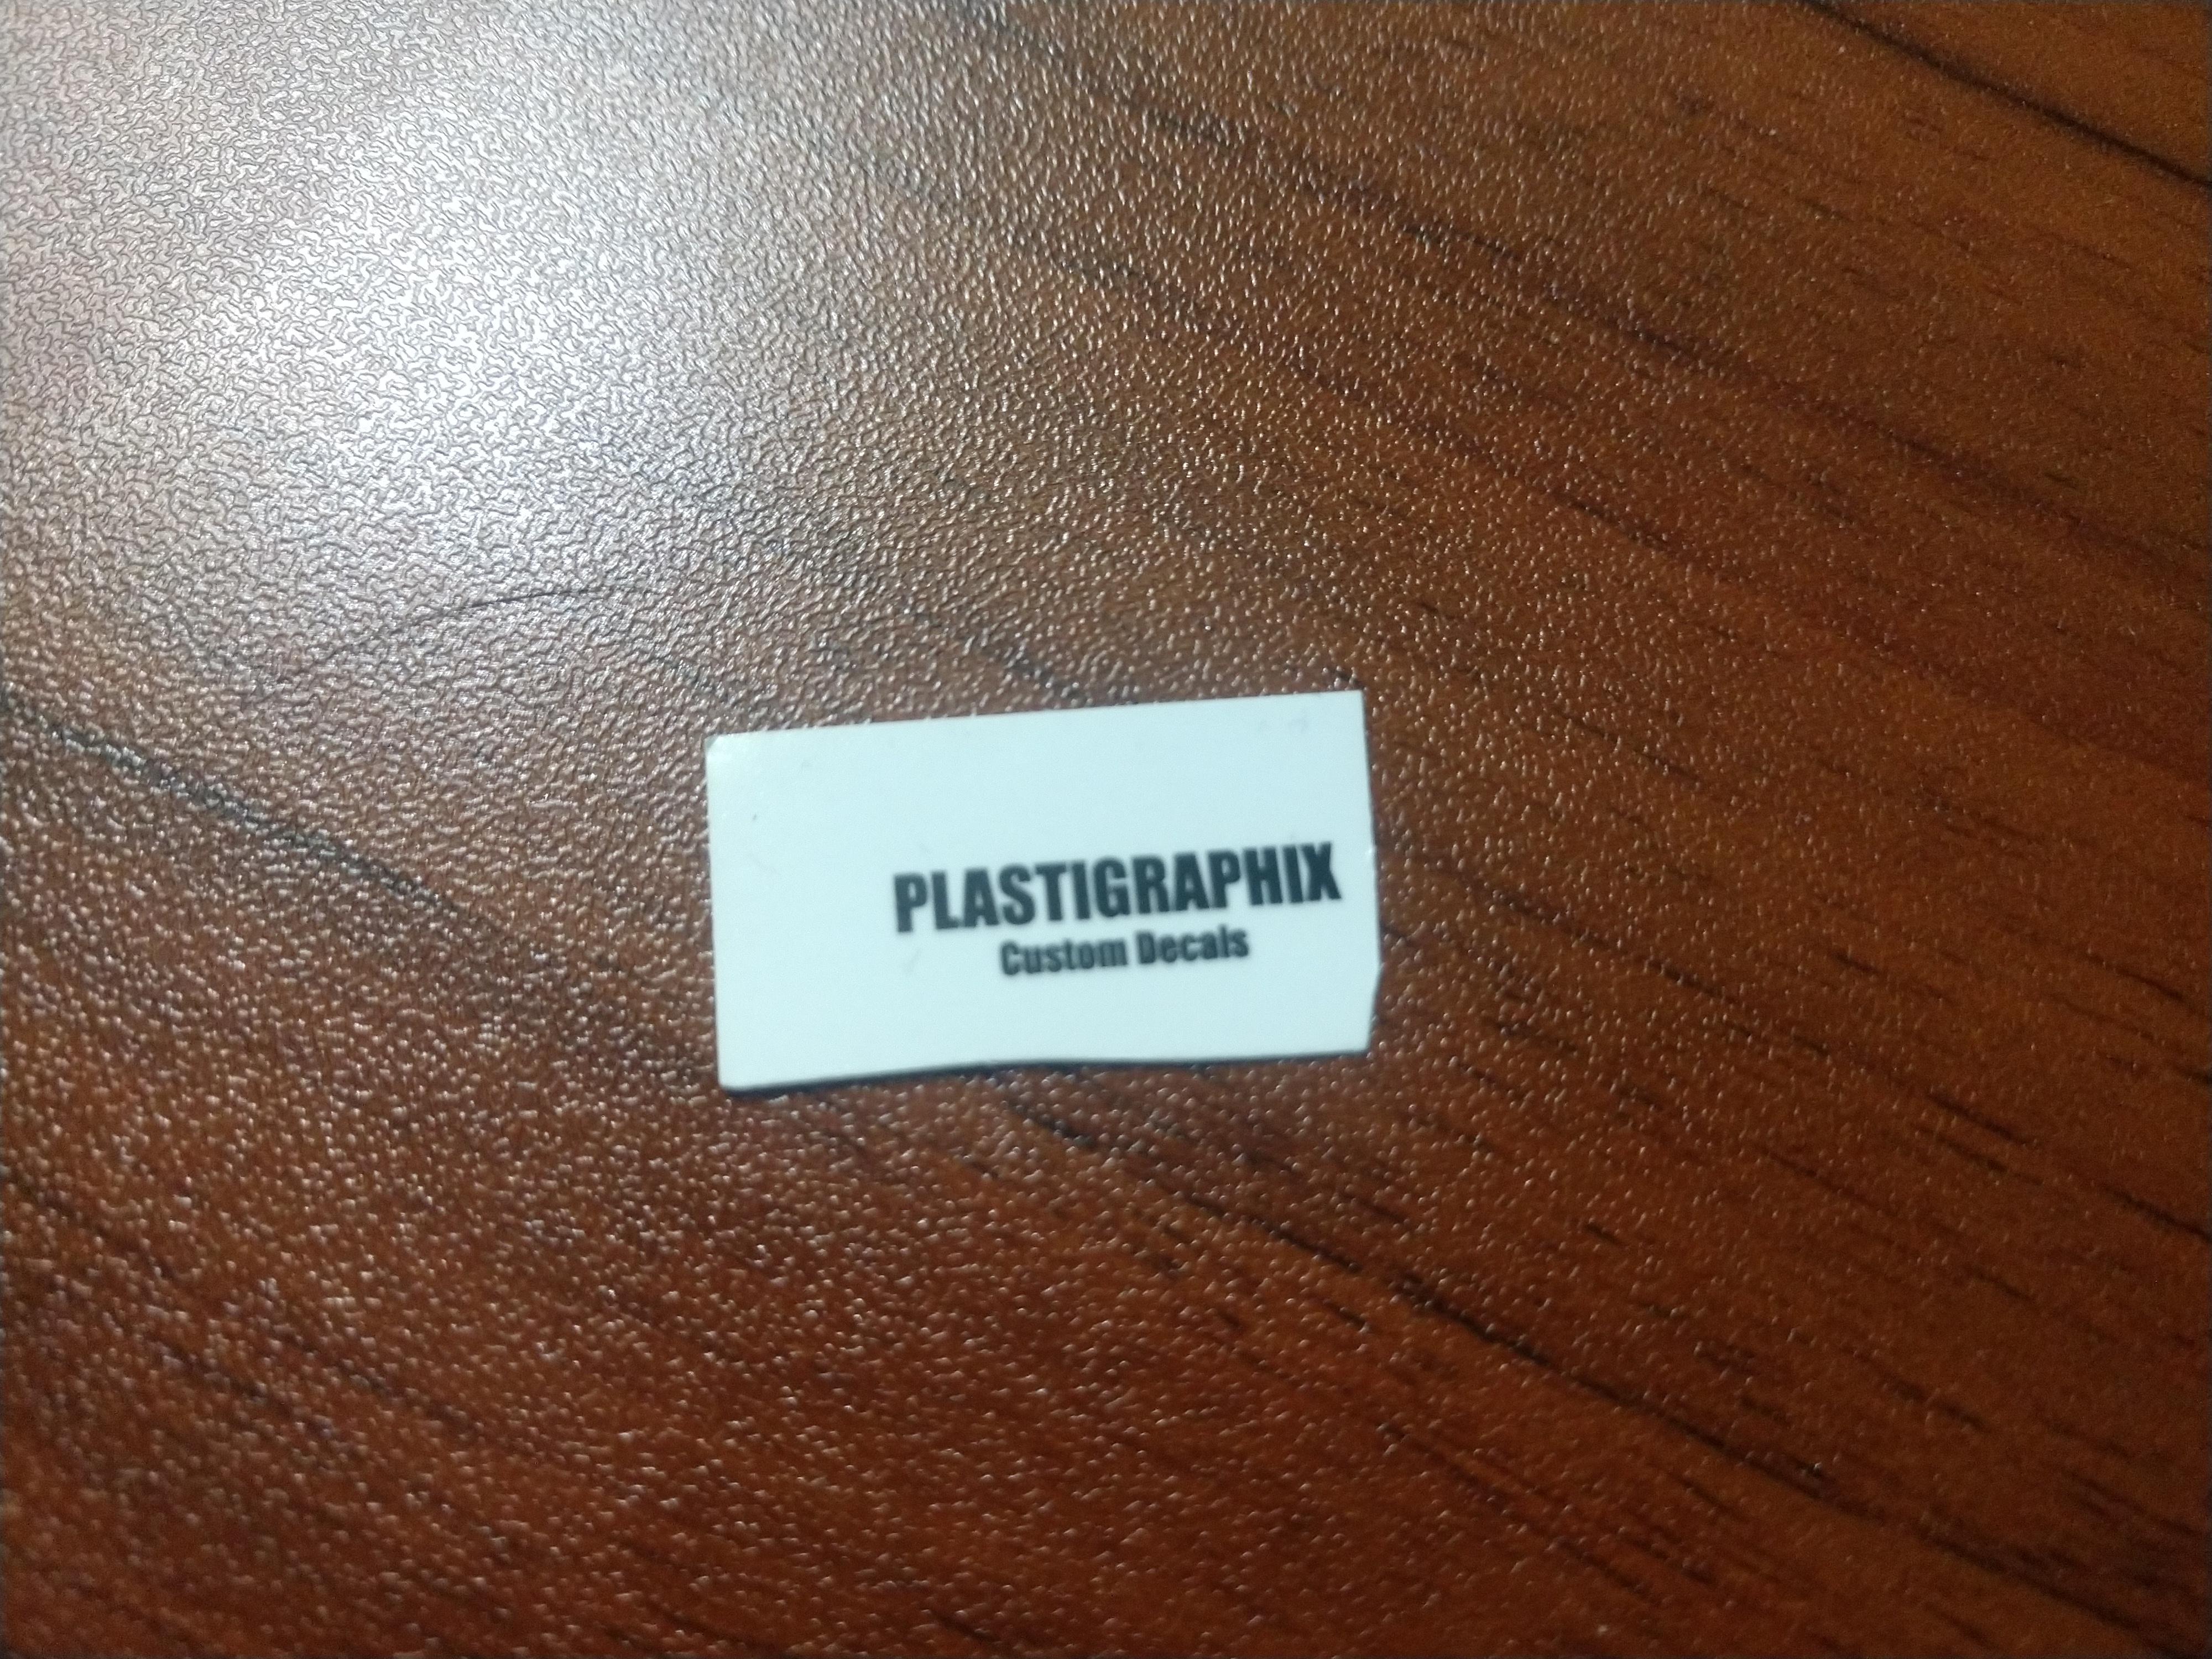 PLASTIGRAPHIX
Custom Decals